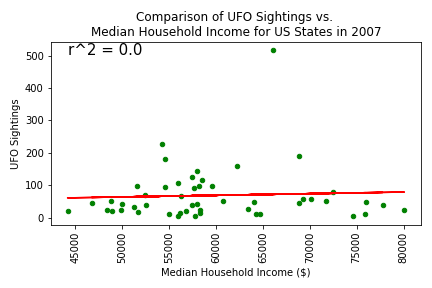 Comparison of UFO Sightings vs.
Median Household Income for US States in 2007
r^2 = 0.0
500
400
300
200
100
0
UFO Sightings
45000
50000
55000
60000
65000
70000
75000
80000
Median Household Income ($)